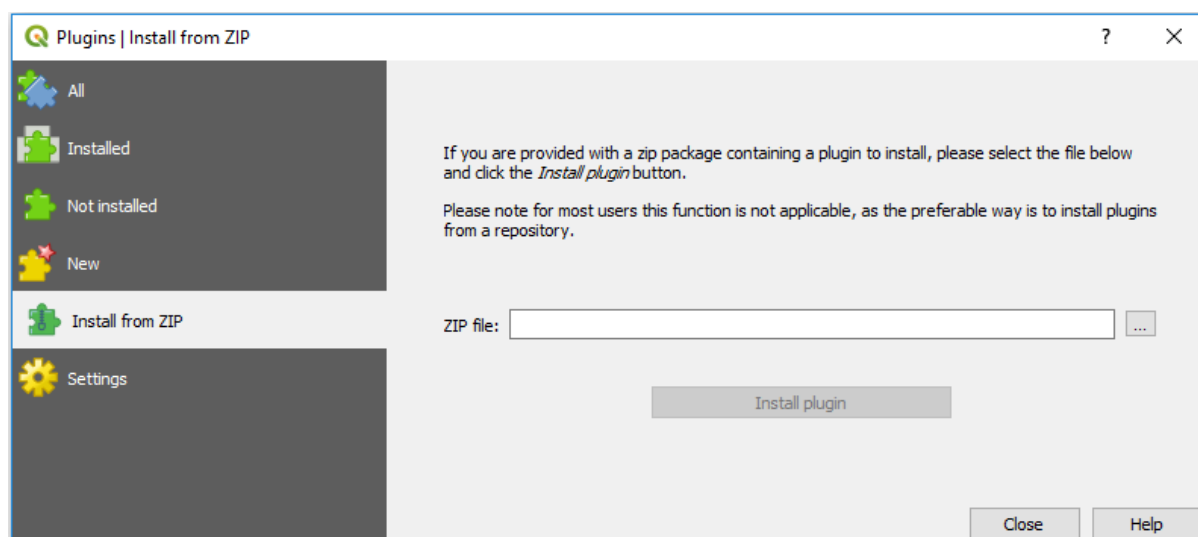 Plugins | Install from ZIP
?
All
Installed
Not installed
New
Install from ZIP
Settings
If you are provided with a zip package containing a plugin to install, please select the file below
and click the Install plugin button.
Please note for most users this function is not applicable, as the preferable way is to install plugins
from a repository.
ZIP file:
...
Install plugin
Close
Help